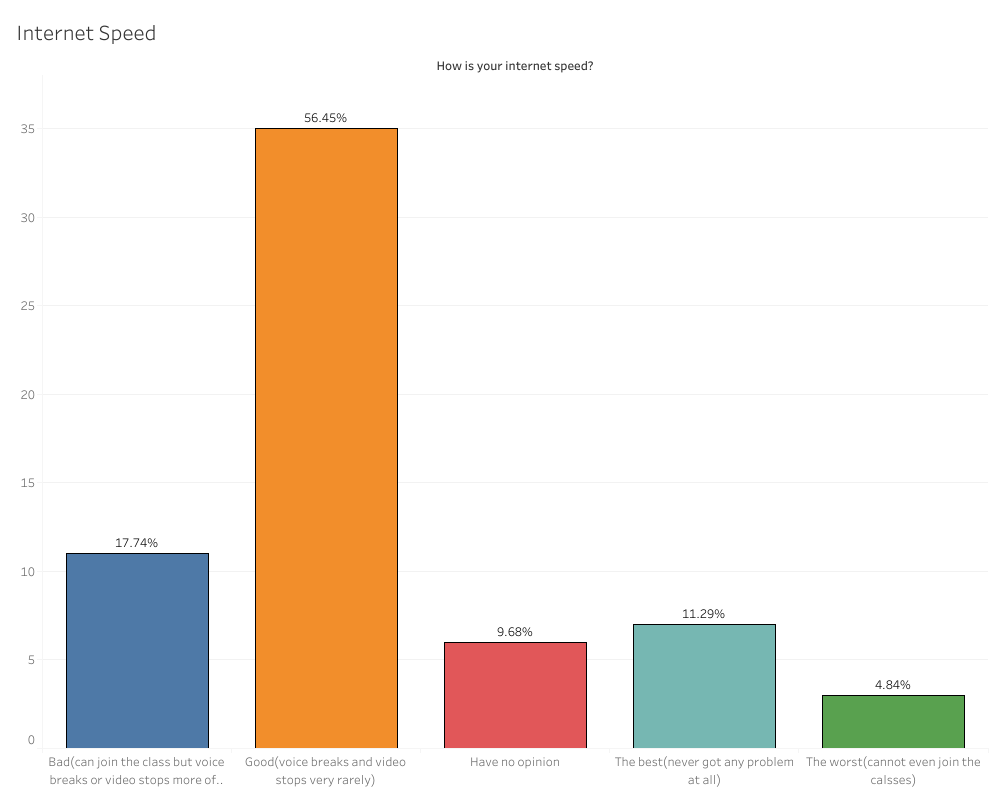 Internet Speed
How is your internet speed?
35
30
25
20
15
10
5
0
17.74%
56.45%
9.68%
11.29%
4.84%
Bad(can join the class but voice
breaks or video stops more of..
Good(voice breaks and video
stops very rarely)
Have no opinion
The best(never got any problem
at all)
The worst(cannot even join the
calsses)